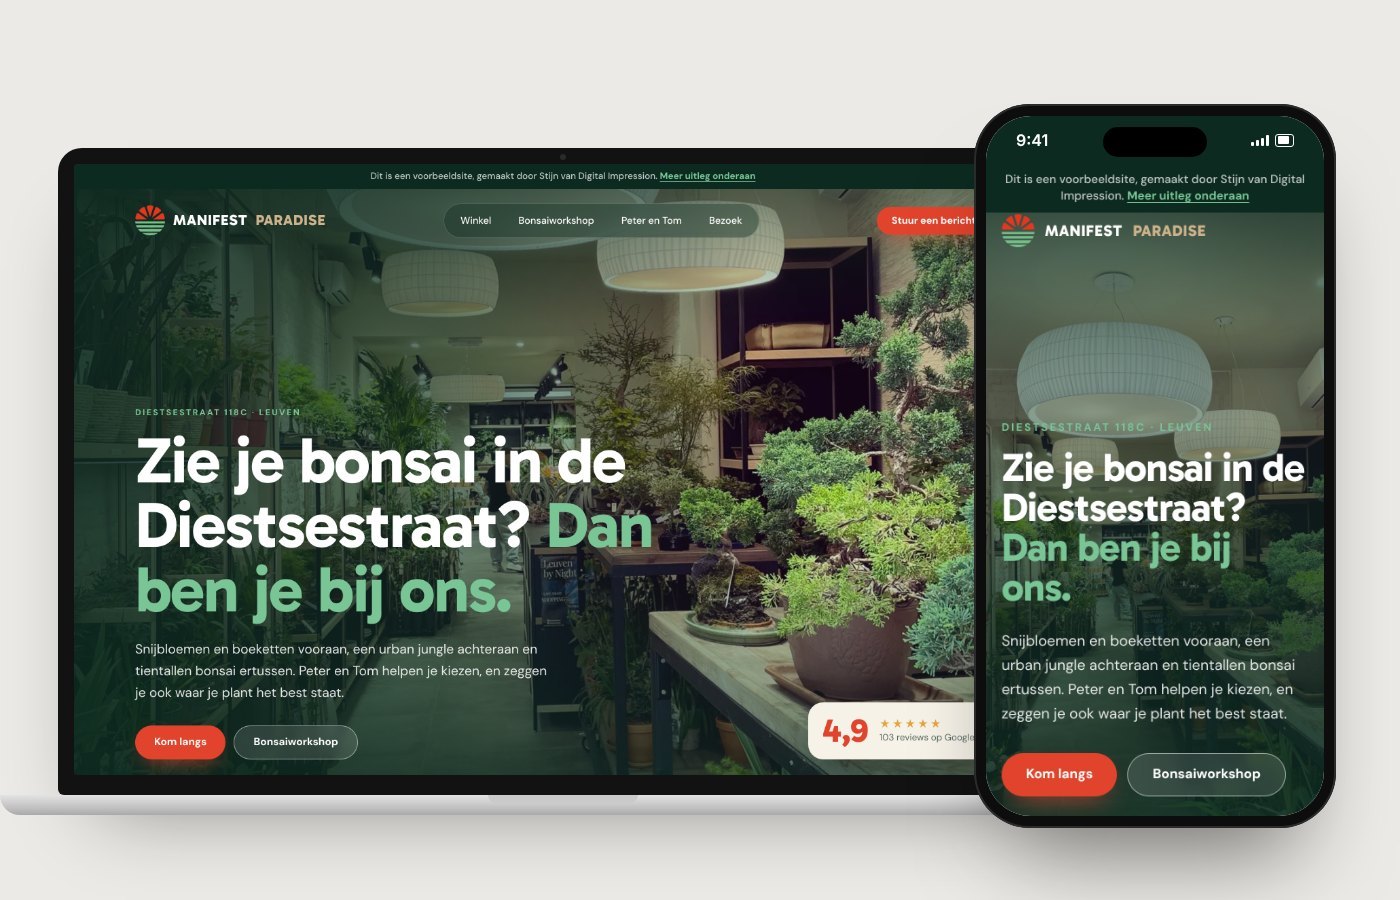 Dit is een voorbeeldsite, gemaakt door Stijn van Digital Impression. Meer uitleg onderaan
MANIFEST PARADISE
Winkel
Bonsaiworkshop
Peter en Tom
Bezoek
Stuur een bericht
DIESTSESTRAAT 118C · LEUVEN
Zie je bonsai in de
Diestsestraat? Dan
ben je bij ons.
Leuven
by Night
Snijbloemen en boeketten vooraan, een urban jungle achteraan en
tientallen bonsai ertussen. Peter en Tom helpen je kiezen, en zeggen
je ook waar je plant het best staat.
Kom langs
Bonsaiworkshop
4,9
★★★★★
103 reviews op Google
9:41
Dit is een voorbeeldsite, gemaakt door Stijn van Digital
Impression. Meer uitleg onderaan
MANIFEST PARADISE
DIESTSESTRAAT 118C · LEUVEN
Zie je bonsai in de
Diestsestraat?
Dan ben je bij
ons.
Snijbloemen en boeketten vooraan, een
urban jungle achteraan en tientallen bonsai
ertussen. Peter en Tom helpen je kiezen, en
zeggen je ook waar je plant het best staat.
Kom langs
Bonsaiworkshop